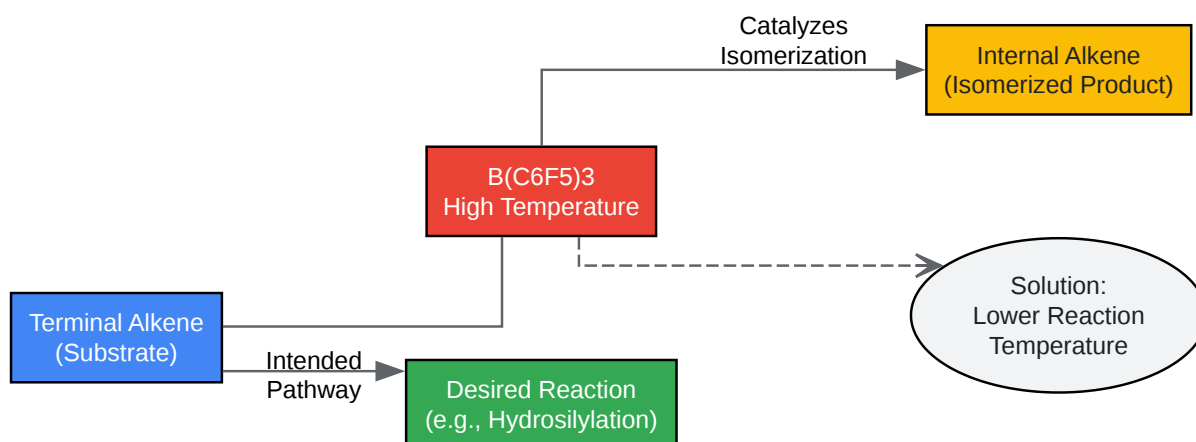 Catalyzes
Isomerization
Internal Alkene
(Isomerized Product)
B(C6F5)3
High Temperature
Solution:
Lower Reaction
Temperature
Terminal Alkene
(Substrate)
Intended
Pathway
Desired Reaction
(e.g., Hydrosilylation)